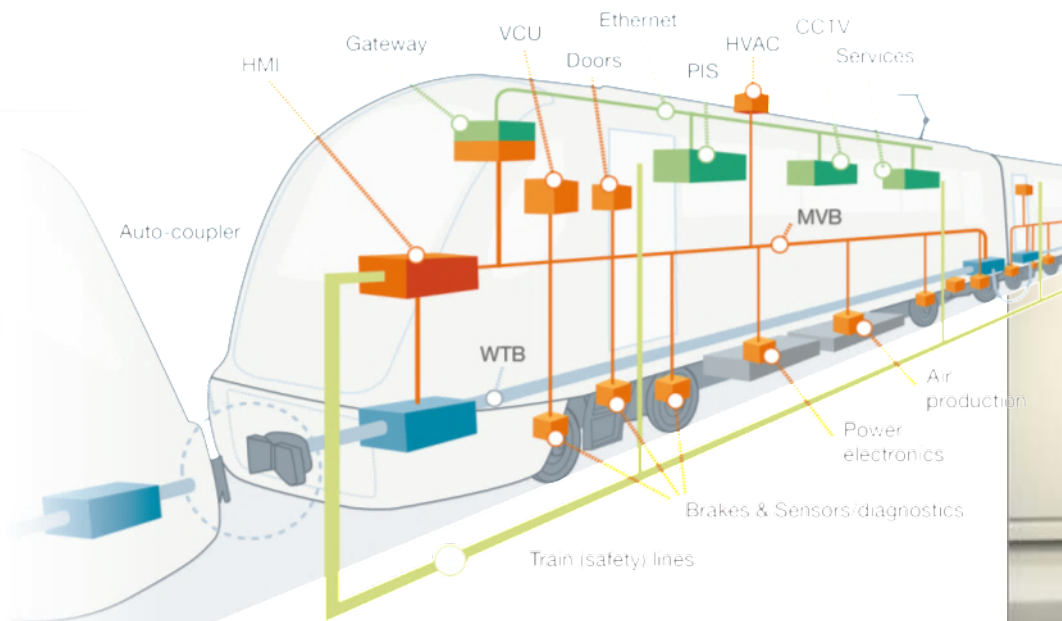 Ethernet
CCTV
VCU
Gateway
HVAC
HMI
Doors
PIS
Services
Auto-coupler
MVB
WTB
Air
production
Power
electronics
Brakes & Sensors/diagnostics
Train (safety) lines